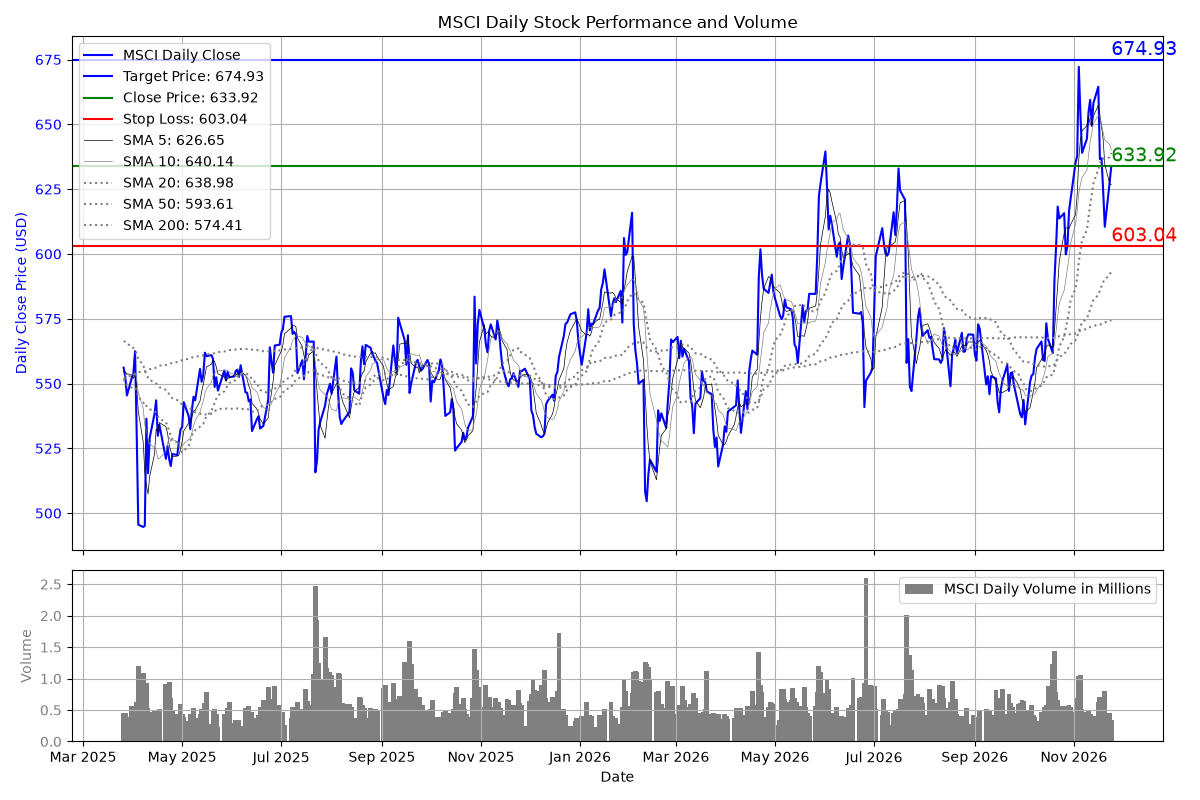 MSCI Daily Stock Performance and Volume
MSCI Daily Close
Target Price: 674.93
Close Price: 633.92
Stop Loss: 603.04
SMA 5: 626.65
SMA 10: 640.14
SMA 20: 638.98
SMA 50: 593.61
SMA 200: 574.41
674.93
633.92
603.04
Daily Close Price (USD)
675
650
625
600
575
550
525
500
MSCI Daily Volume in Millions
Volume
2.5
2.0
1.5
1.0
0.5
0.0
Mar 2025 May 2025 Jul 2025 Sep 2025 Nov 2025 Jan 2026 Mar 2026 May 2026 Jul 2026 Sep 2026 Nov 2026
Date